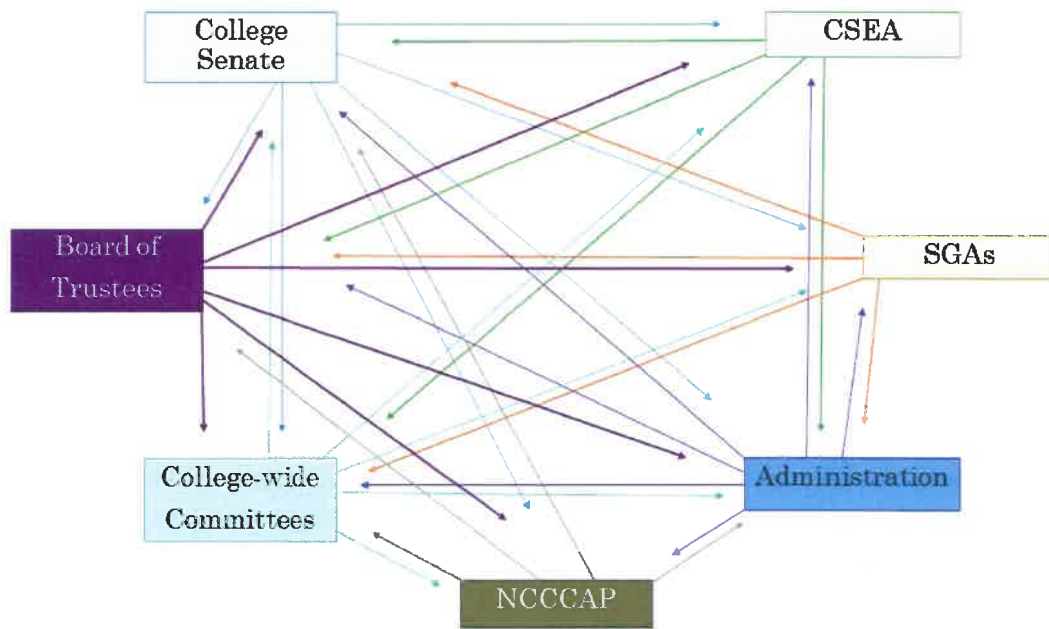 College
Senate
CSEA
Board of
Trustees
SGAs
College-wide
Committees
Administration
NCCCAP